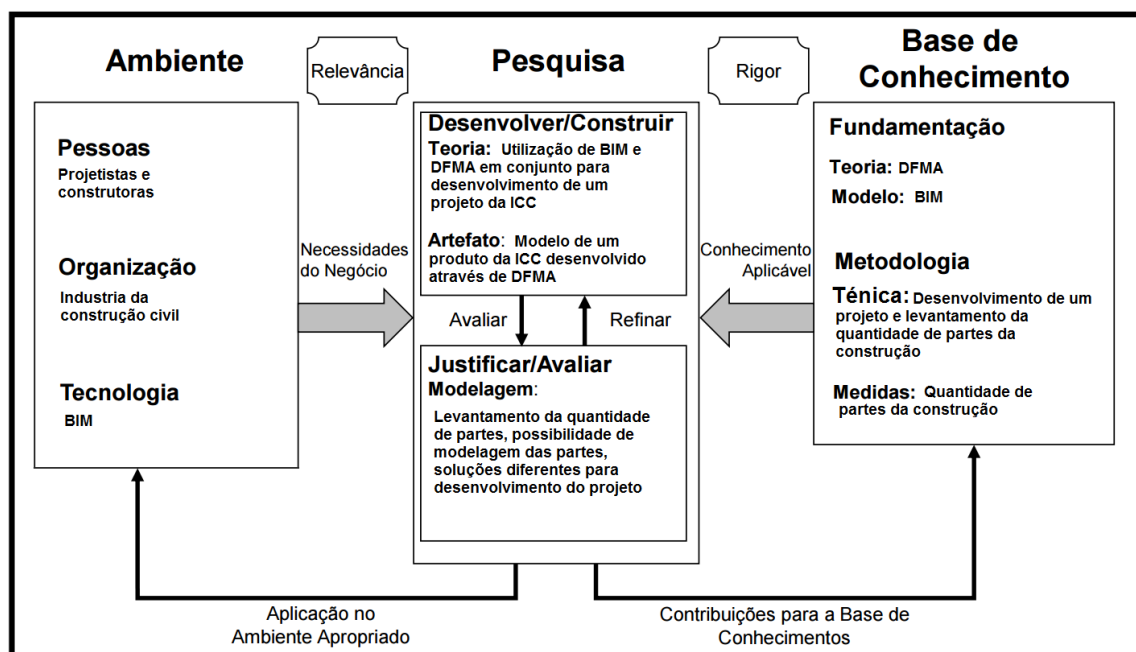 Ambiente
Relevância
Pesquisa
Rigor
Base de
Conhecimento
Pessoas
Projetistas e
construtoras
Organização
Industria da
construção civil
Tecnologia
BIM
Necessidades
do Negócio
Desenvolver/Construir
Teoria: Utilização de BIM e
DFMA em conjunto para
desenvolvimento de um
projeto da ICC
Artefato: Modelo de um
produto da ICC desenvolvido
através de DFMA
Avaliar
Refinar
Justificar/Avaliar
Modelagem:
Levantamento da quantidade
de partes, possibilidade de
modelagem das partes,
soluções diferentes para
desenvolvimento do projeto
Conhecimento
Aplicável
Fundamentação
Teoria: DFMA
Modelo: BIM
Metodologia
Ténica: Desenvolvimento de um
projeto e levantamento da
quantidade de partes da
construção
Medidas: Quantidade de
partes da construção
Aplicação no
Ambiente Apropriado
Contribuições para a Base de
Conhecimentos